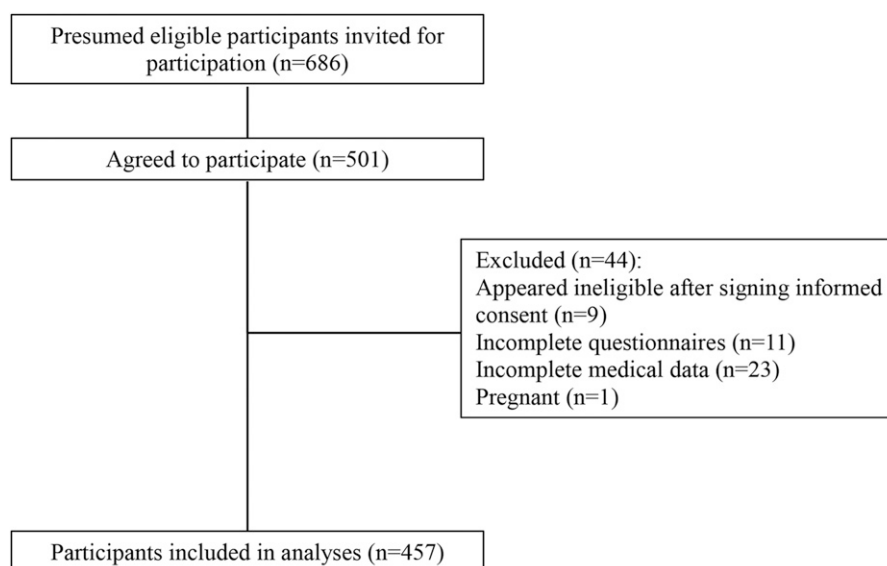 Presumed eligible participants invited for
participation (n=686)
Agreed to participate (n=501)
Excluded (n=44):
Appeared ineligible after signing informed
consent (n=9)
Incomplete questionnaires (n=11)
Incomplete medical data (n=23)
Pregnant (n=1)
Participants included in analyses (n=457)